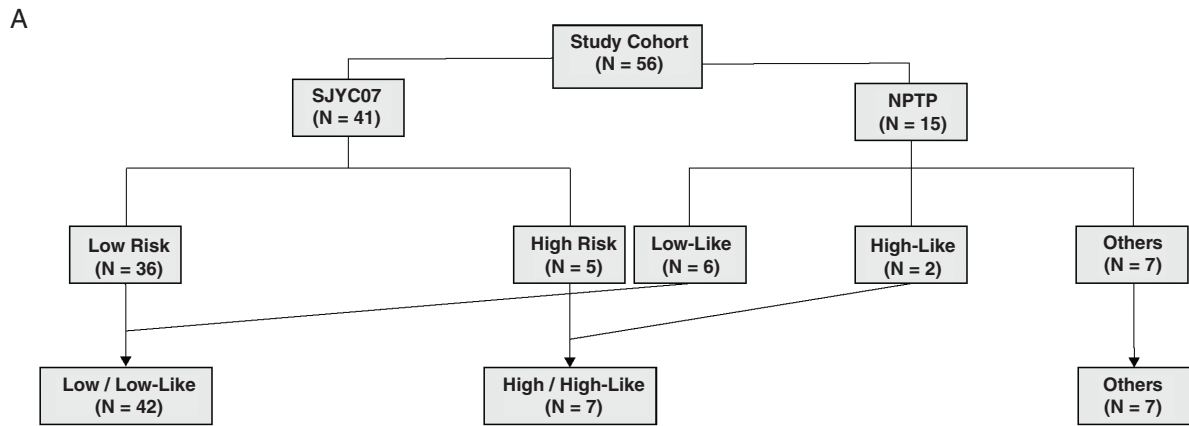 A
Study Cohort
(N = 56)
SJYC07
(N = 41)
NPTP
(N = 15)
Low Risk
(N = 36)
High Risk
(N = 5)
Low-Like
(N = 6)
High-Like
(N = 2)
Others
(N = 7)
Low / Low-Like
(N = 42)
High / High-Like
(N = 7)
Others
(N = 7)